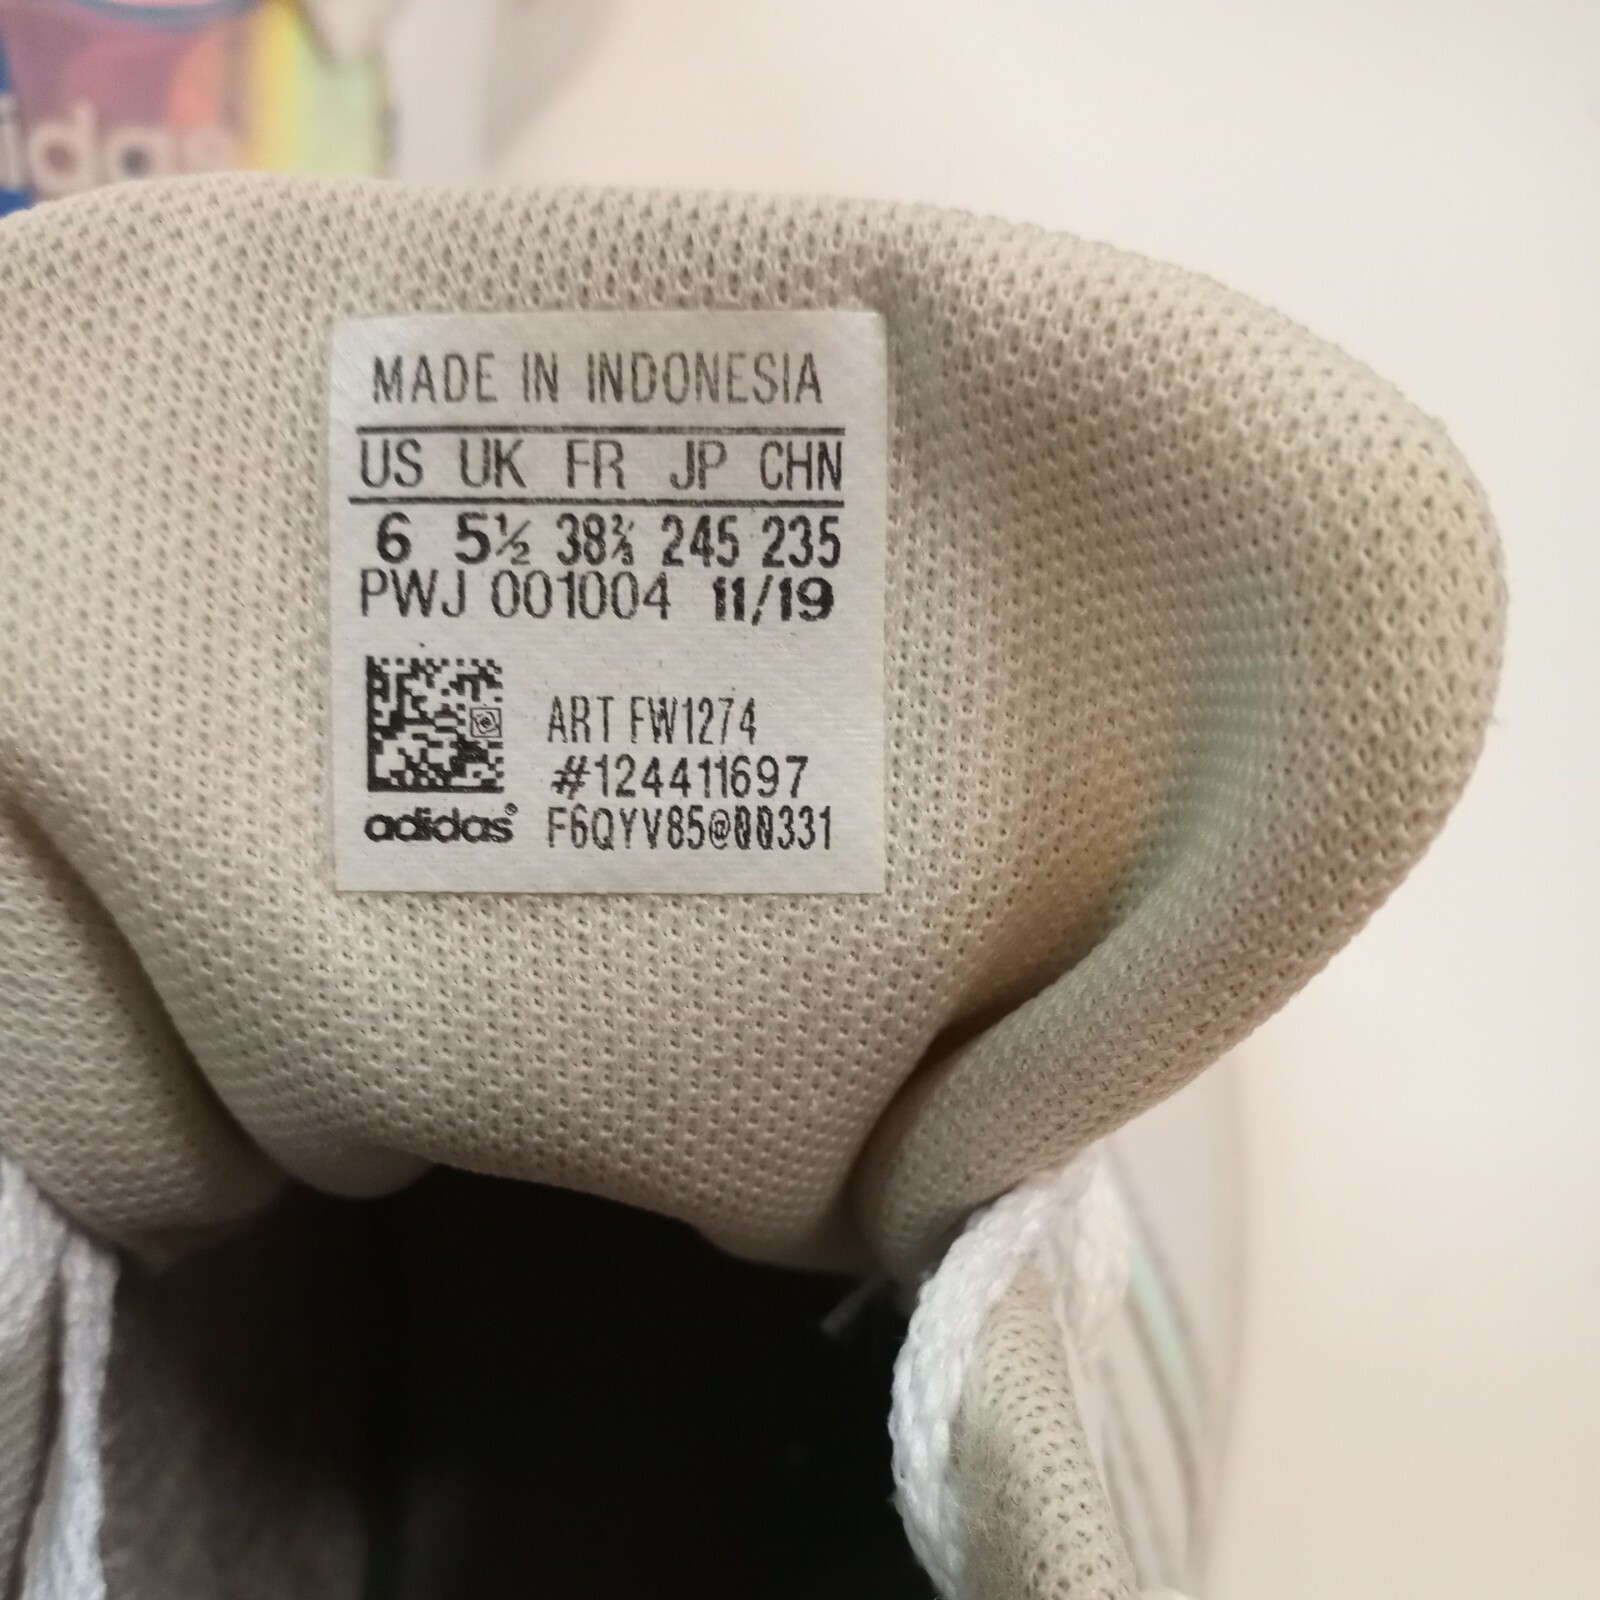 idas
MADE IN INDONESIA
US UK FR JP CHN
6 5½ 38⅔ 245 235
PWJ 001004 11/19
ART FW1274
#124411697
adidas® F6QYV85@00331